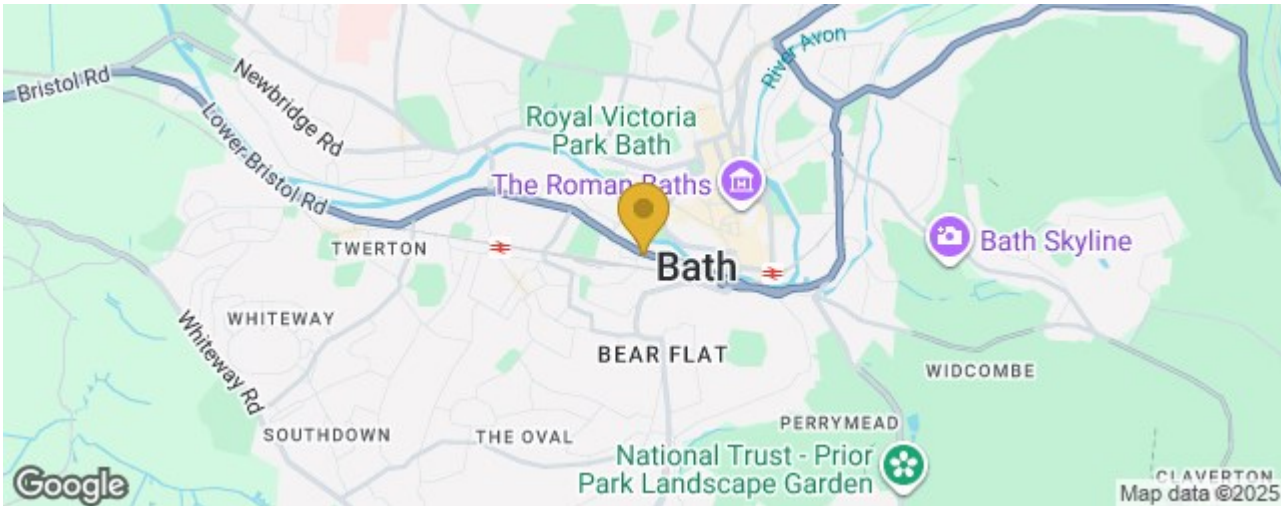 River Avon
Bristol Rd
Newbridge Rd
Royal Victoria
Park Bath
Lower Bristol Rd
The Roman Baths
TWERTON
Bath
Bath Skyline
WHITEWAY
Whiteway Rd
BEAR FLAT
WIDCOMBE
SOUTHDOWN
THE OVAL
PERRYMEAD
National Trust - Prior
Park Landscape Garden
CLAVERTON
Google
Map data ©2025